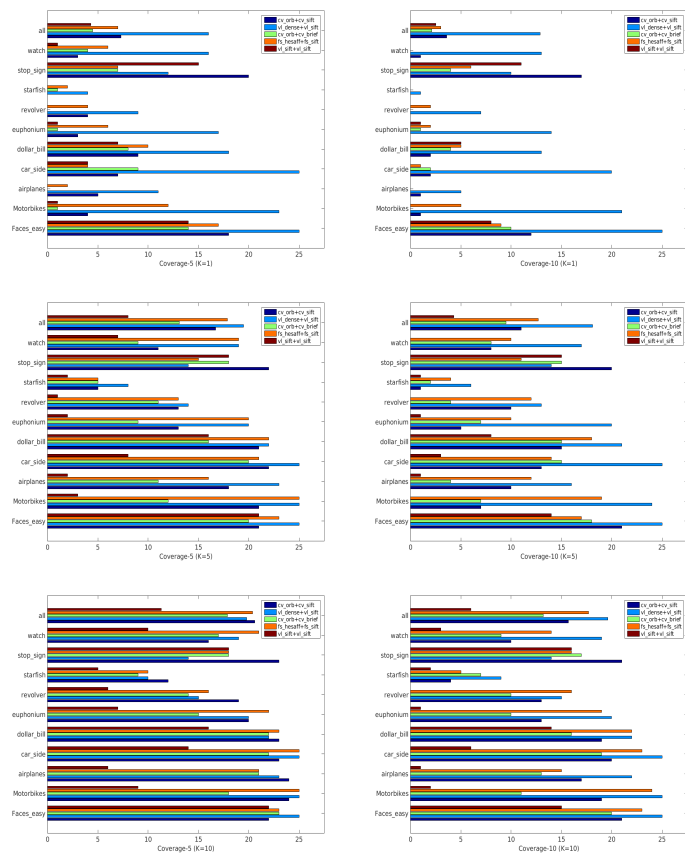 cv_orb+cv_sift
vl_dense+vl_sift
cv_orb+cv_brief
fs_hesaff+fs_sift
vl_sift+vl_sift
all
watch
stop_sign
starfish
revolver
euphonium
dollar_bill
car_side
airplanes
Motorbikes
Faces_easy
0 5 10 15 20 25
Coverage-5 (K=1)
cv_orb+cv_sift
vl_dense+vl_sift
cv_orb+cv_brief
fs_hesaff+fs_sift
vl_sift+vl_sift
all
watch
stop_sign
starfish
revolver
euphonium
dollar_bill
car_side
airplanes
Motorbikes
Faces_easy
0 5 10 15 20 25
Coverage-10 (K=1)
cv_orb+cv_sift
vl_dense+vl_sift
cv_orb+cv_brief
fs_hesaff+fs_sift
vl_sift+vl_sift
all
watch
stop_sign
starfish
revolver
euphonium
dollar_bill
car_side
airplanes
Motorbikes
Faces_easy
0 5 10 15 20 25
Coverage-5 (K=5)
cv_orb+cv_sift
vl_dense+vl_sift
cv_orb+cv_brief
fs_hesaff+fs_sift
vl_sift+vl_sift
all
watch
stop_sign
starfish
revolver
euphonium
dollar_bill
car_side
airplanes
Motorbikes
Faces_easy
0 5 10 15 20 25
Coverage-10 (K=5)
cv_orb+cv_sift
vl_dense+vl_sift
cv_orb+cv_brief
fs_hesaff+fs_sift
vl_sift+vl_sift
all
watch
stop_sign
starfish
revolver
euphonium
dollar_bill
car_side
airplanes
Motorbikes
Faces_easy
0 5 10 15 20 25
Coverage-5 (K=10)
cv_orb+cv_sift
vl_dense+vl_sift
cv_orb+cv_brief
fs_hesaff+fs_sift
vl_sift+vl_sift
all
watch
stop_sign
starfish
revolver
euphonium
dollar_bill
car_side
airplanes
Motorbikes
Faces_easy
0 5 10 15 20 25
Coverage-10 (K=10)